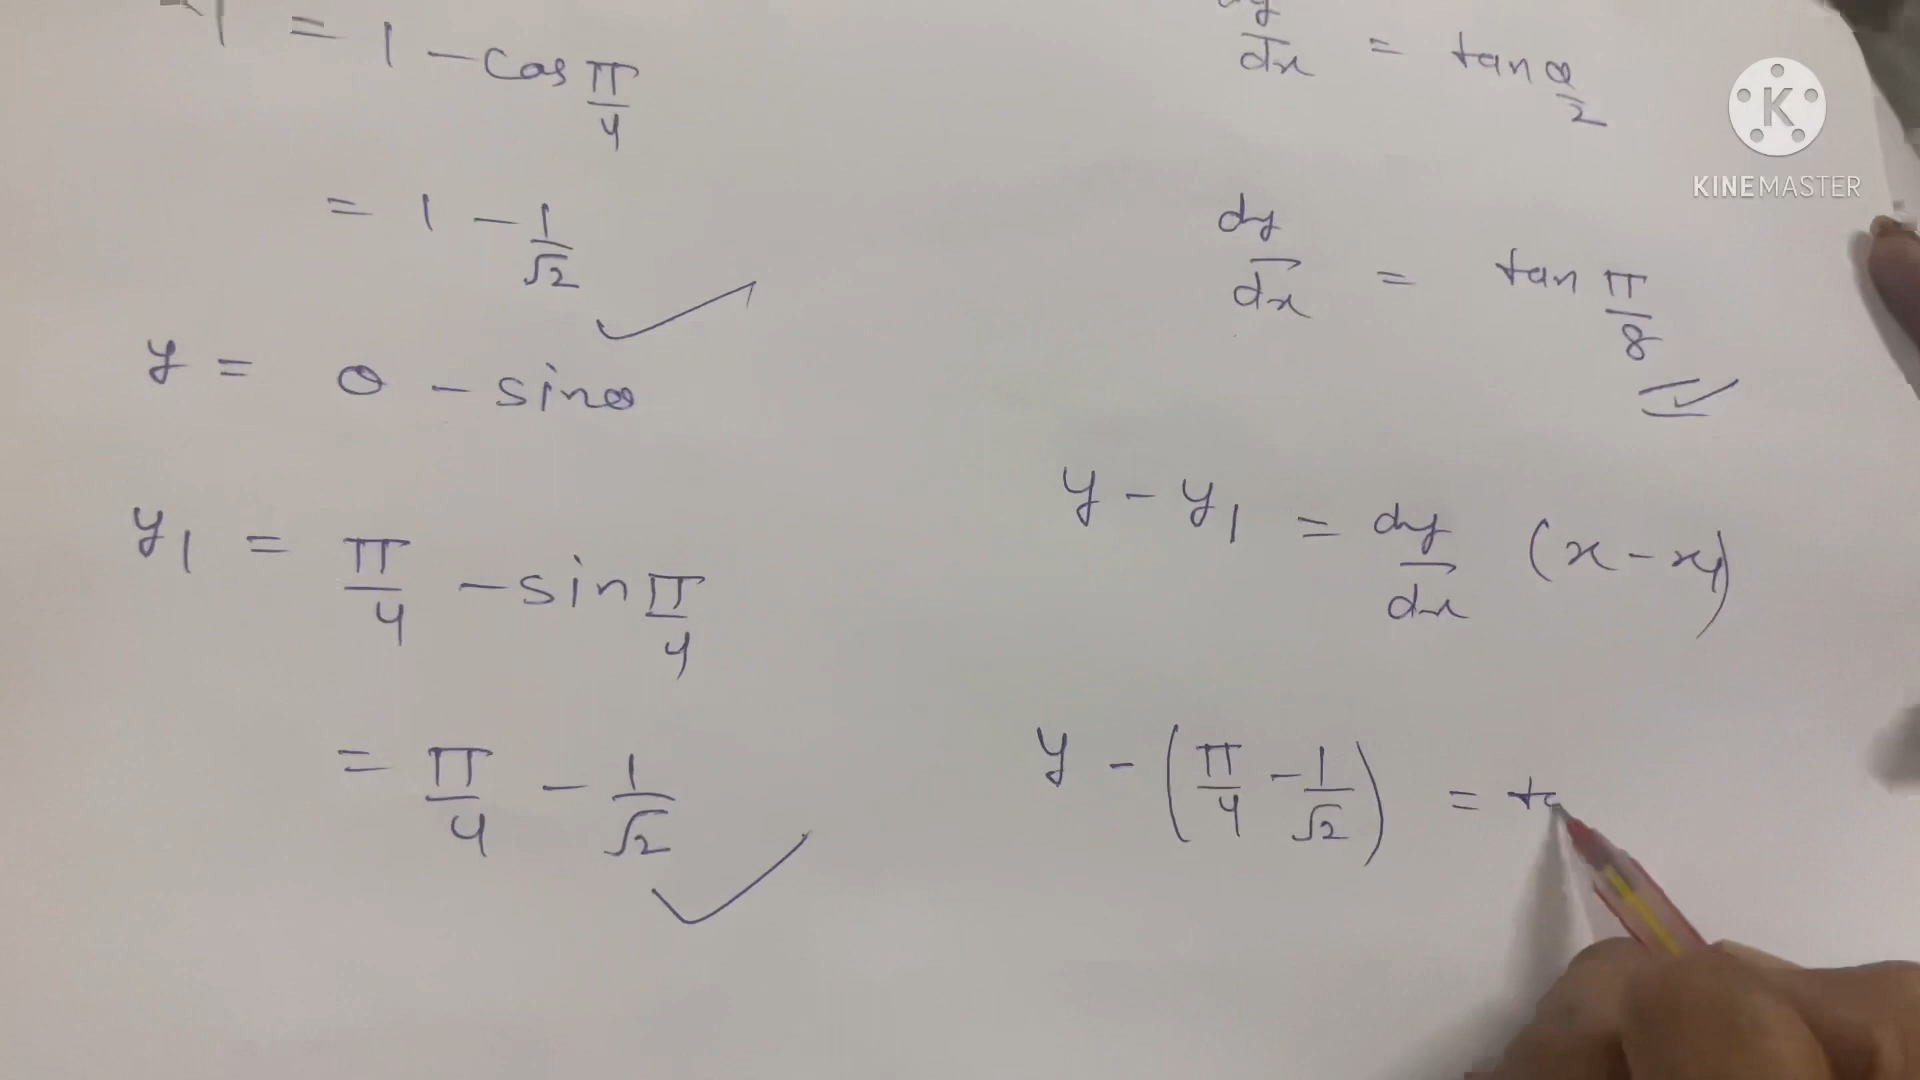 1 = 1 - cos π/4
= 1 - 1/√2
y = θ - sinθ
y1 = π/4 - sin π/4
= π/4 - 1/√2
dy/dx = tan θ/2
dy/dx = tan π/8
y - y1 = dy/dx (x - x1)
y - (π/4 - 1/√2) = ta
K
KINEMASTER